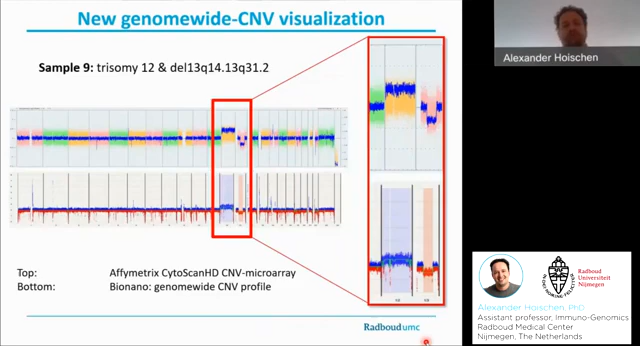 New genomewide-CNV visualization
Sample 9: trisomy 12 & del13q14.13q31.2
Top: Affymetrix CytoScanHD CNV-microarray
Bottom: Bionano: genomewide CNV profile
Radboudumc
Alexander Hoischen
Radboud
Universiteit
Nijmegen
Alexander Hoischen, PhD
Assistant professor, Immuno-Genomics
Radboud Medical Center
Nijmegen, The Netherlands